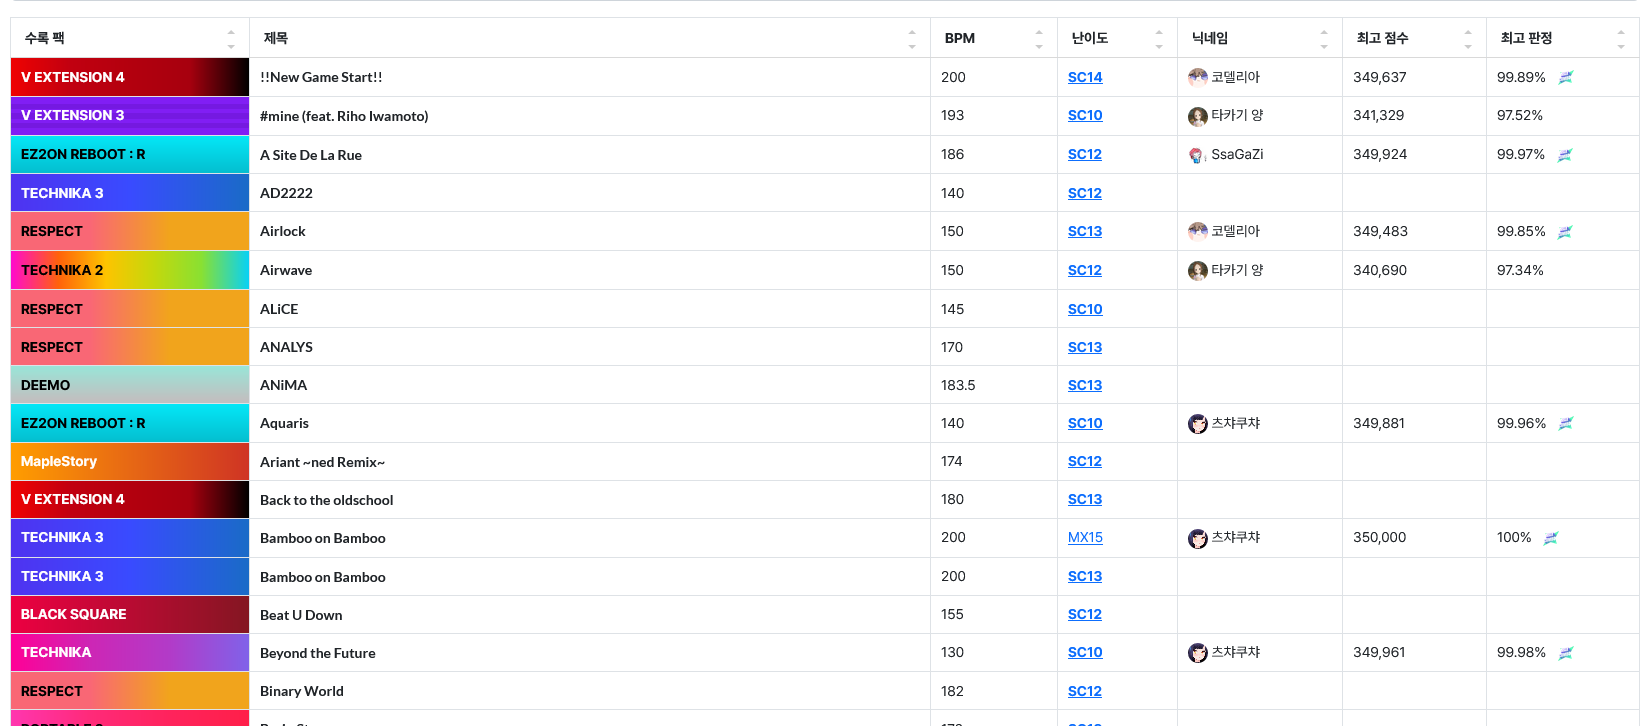 수록 팩 제목 BPM 난이도 닉네임 최고 점수 최고 판정
V EXTENSION 4 !!New Game Start!! 200 SC14 코델리아 349,637 99.89%
V EXTENSION 3 #mine (feat. Riho Iwamoto) 193 SC10 타카기 양 341,329 97.52%
EZ2ON REBOOT : R A Site De La Rue 186 SC12 SsaGaZi 349,924 99.97%
TECHNIKA 3 AD2222 140 SC12
RESPECT Airlock 150 SC13 코델리아 349,483 99.85%
TECHNIKA 2 Airwave 150 SC12 타카기 양 340,690 97.34%
RESPECT ALiCE 145 SC10
RESPECT ANALYS 170 SC13
DEEMO ANiMA 183.5 SC13
EZ2ON REBOOT : R Aquaris 140 SC10 츠챠쿠챠 349,881 99.96%
MapleStory Ariant ~ned Remix~ 174 SC12
V EXTENSION 4 Back to the oldschool 180 SC13
TECHNIKA 3 Bamboo on Bamboo 200 MX15 츠챠쿠챠 350,000 100%
TECHNIKA 3 Bamboo on Bamboo 200 SC13
BLACK SQUARE Beat U Down 155 SC12
TECHNIKA Beyond the Future 130 SC10 츠챠쿠챠 349,961 99.98%
RESPECT Binary World 182 SC12